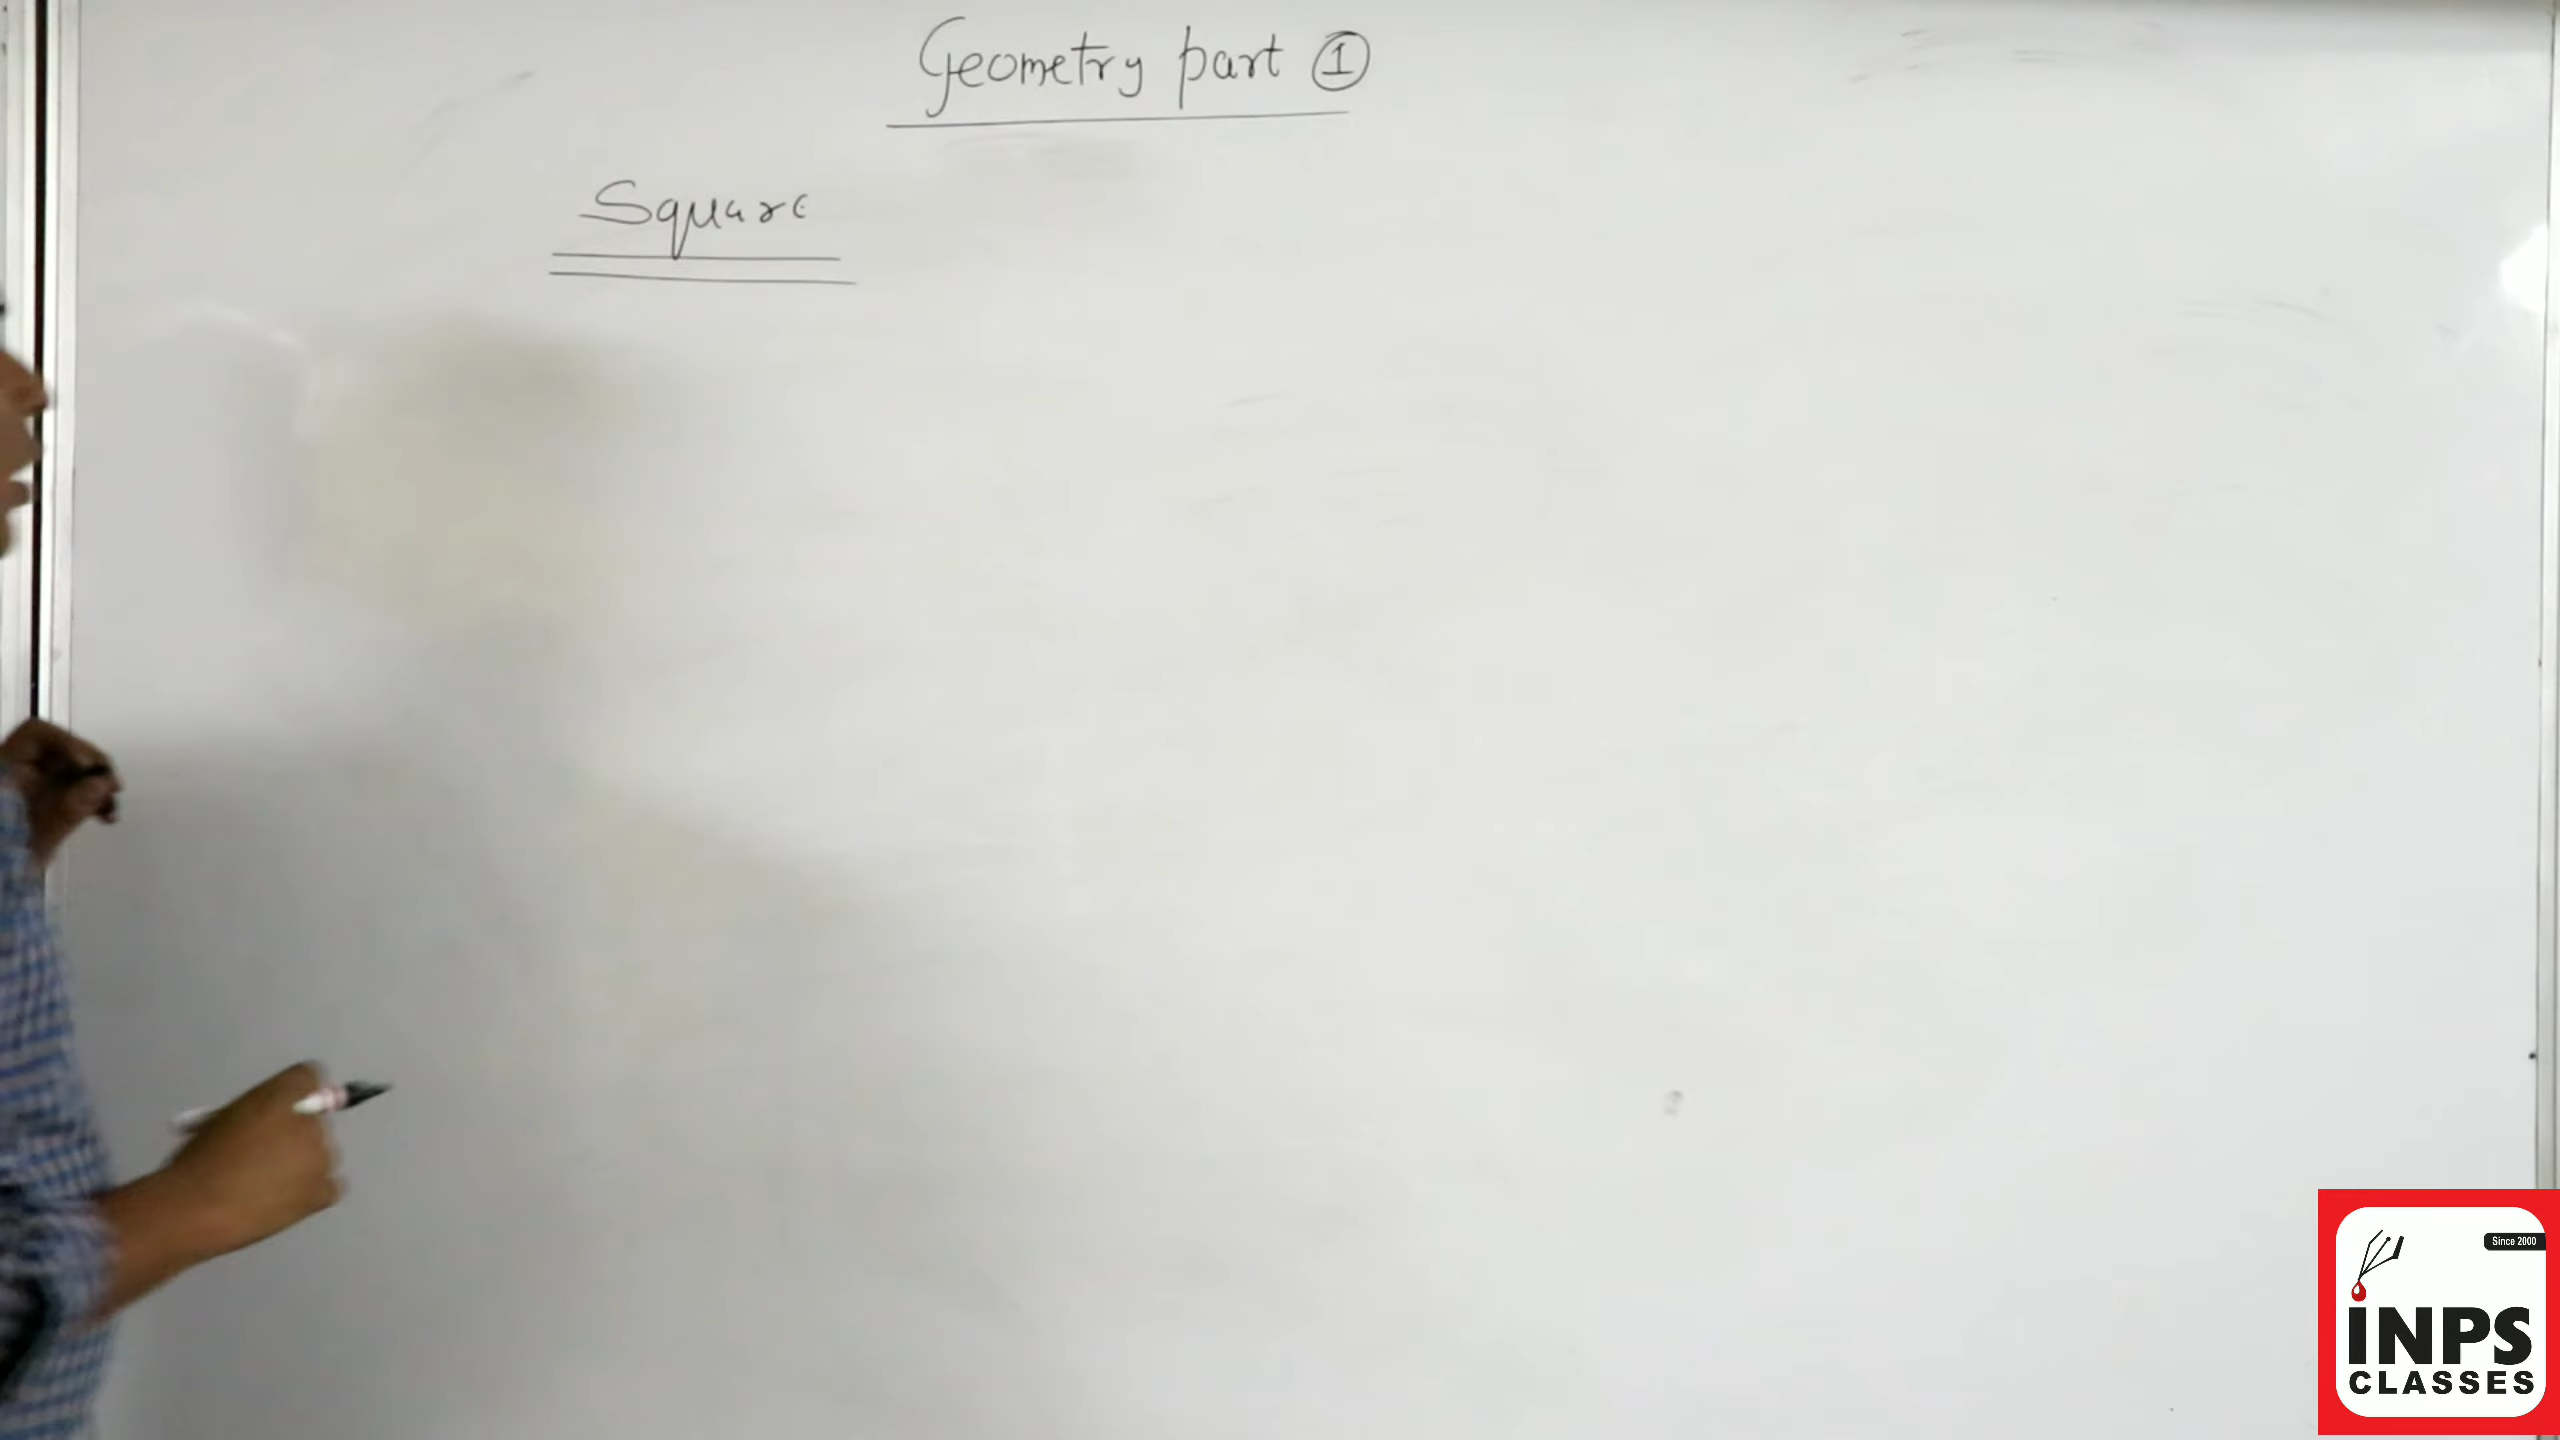 Geometry part ①
Square
Since 2000
iNPS
CLASSES